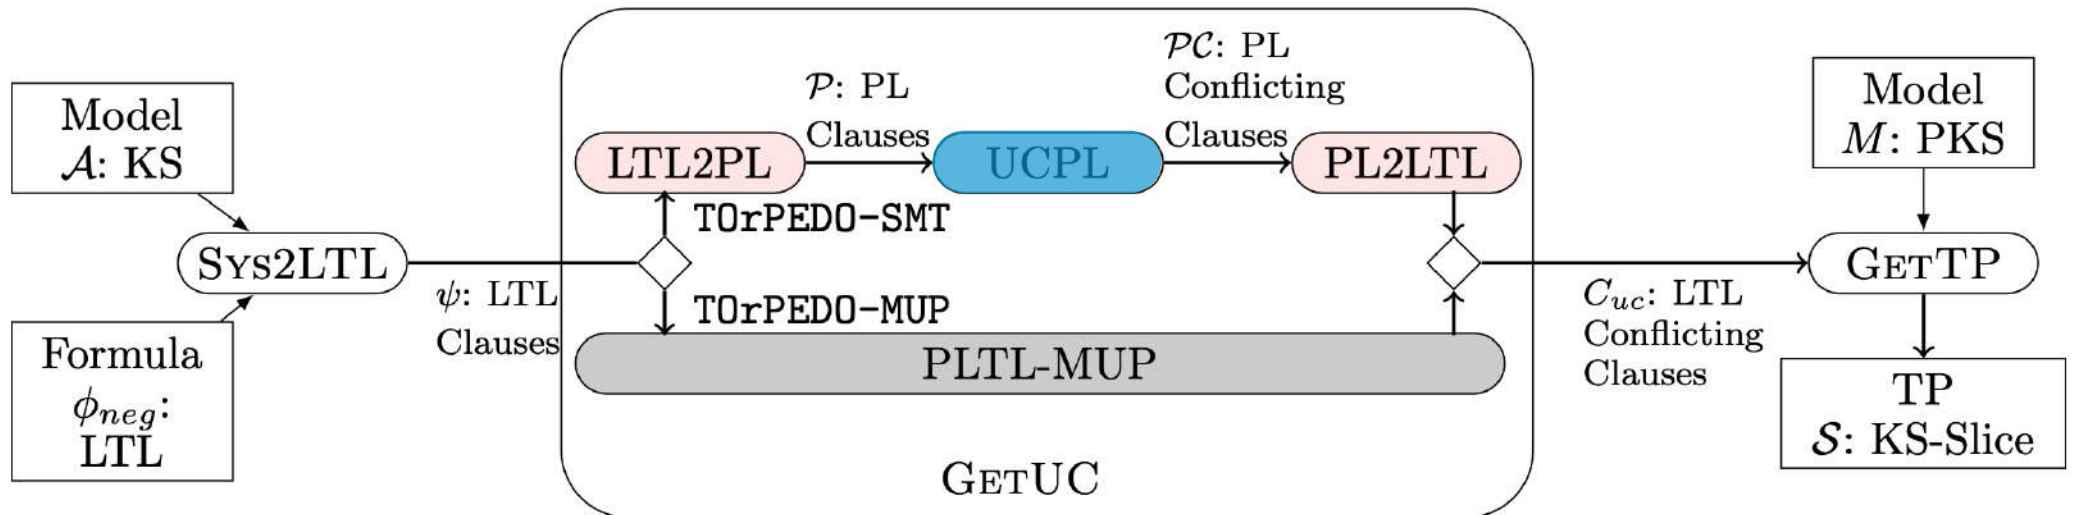 Model
𝒜: KS
Formula
ϕ_neg:
LTL
SYS2LTL
ψ: LTL
Clauses
LTL2PL
𝒫: PL
Clauses
UCPL
𝒫𝒞: PL
Conflicting
Clauses
PL2LTL
TOrPEDO-SMT
TOrPEDO-MUP
PLTL-MUP
GETUC
C_uc: LTL
Conflicting
Clauses
Model
M: PKS
GETTP
TP
𝒮: KS-Slice